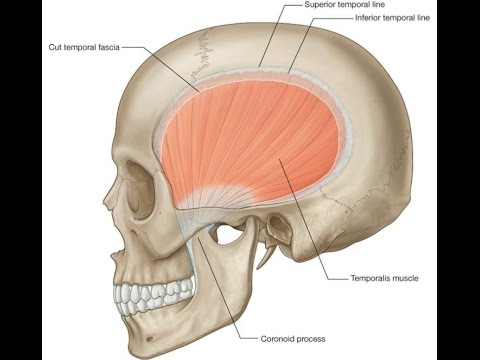 Superior temporal line
Inferior temporal line
Cut temporal fascia
Temporalis muscle
Coronoid process